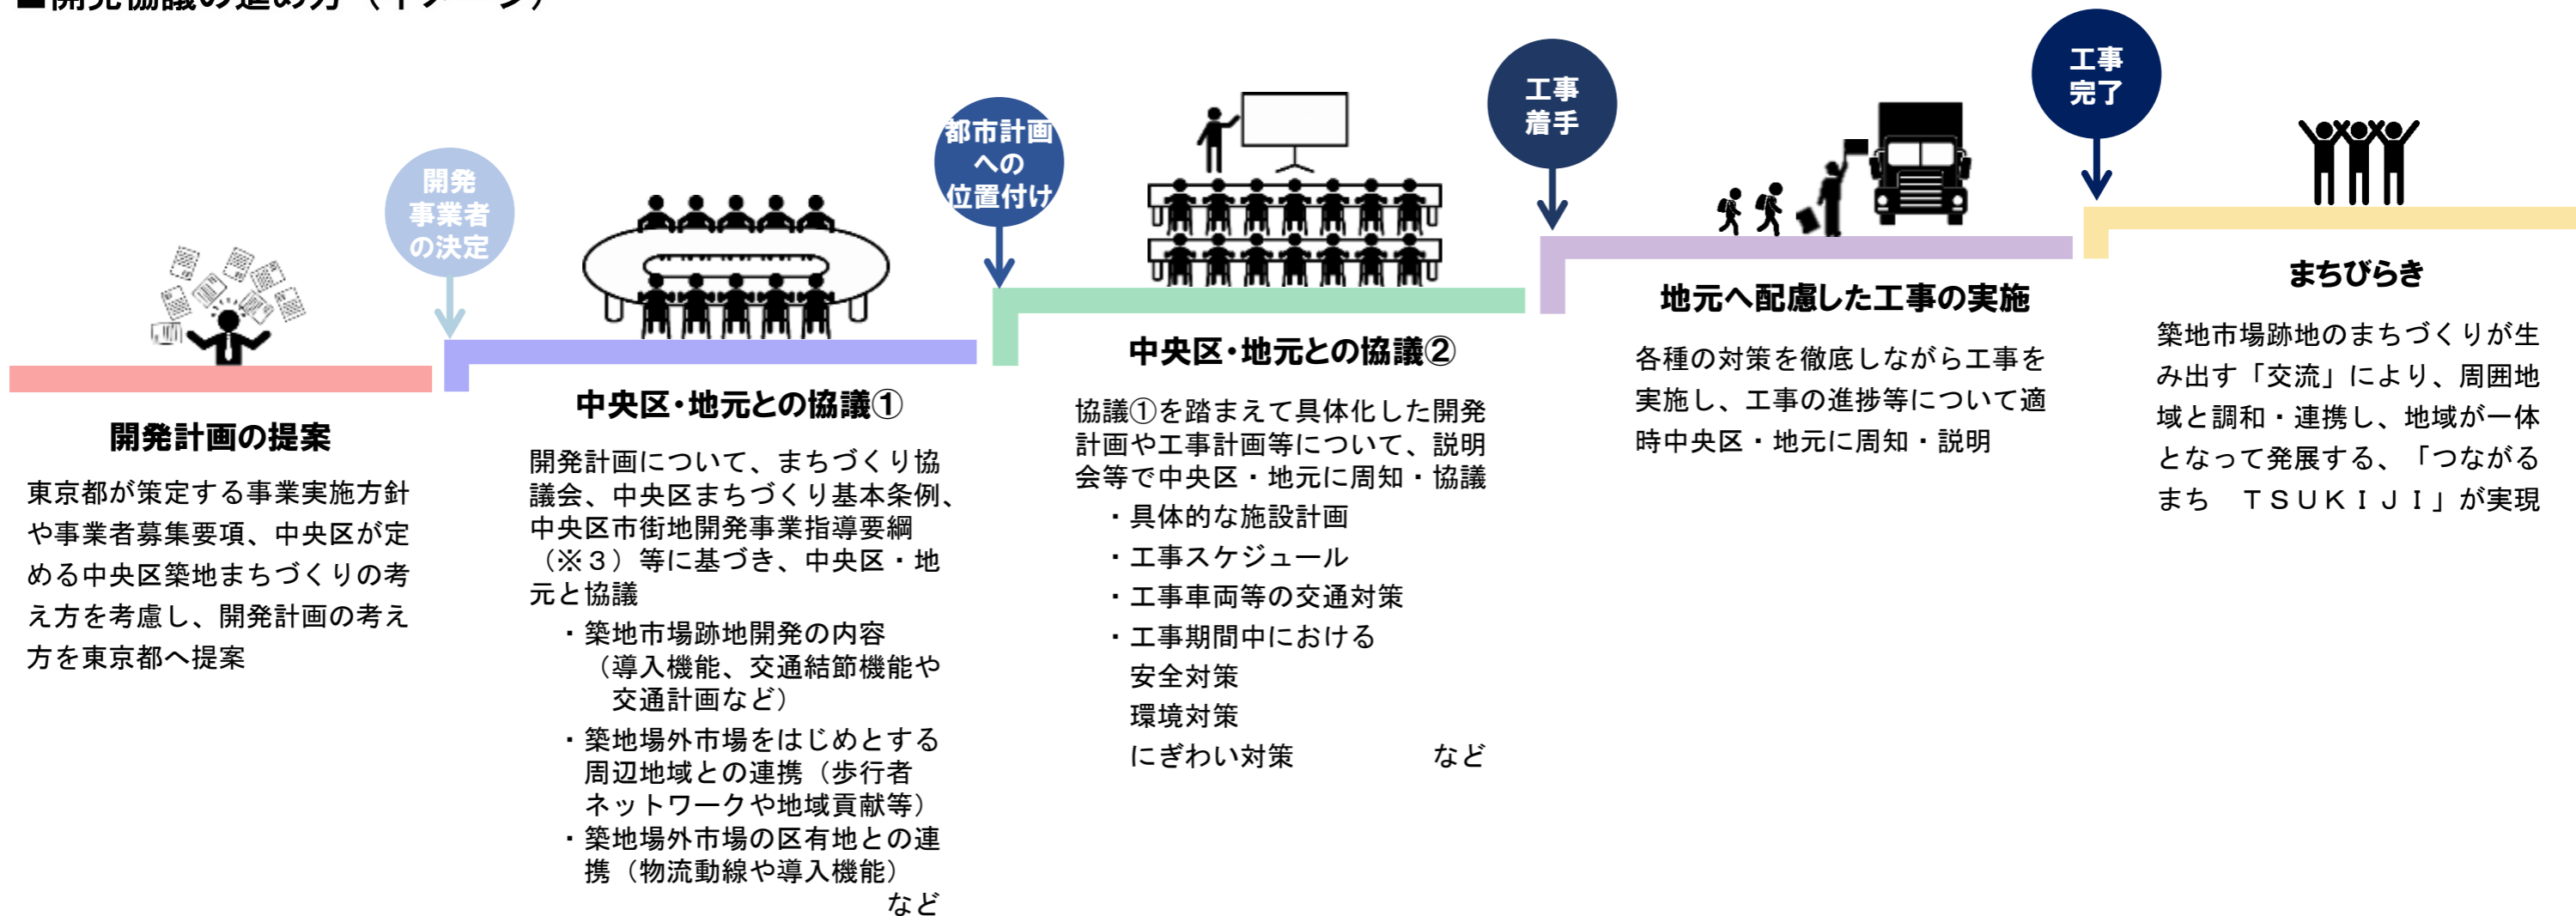 ■開発協議の進め方（イメージ）
開発
事業者
の決定
都市計画
への
位置付け
工事
着手
工事
完了
開発計画の提案
東京都が策定する事業実施方針
や事業者募集要項、中央区が定
める中央区築地まちづくりの考
え方を考慮し、開発計画の考え
方を東京都へ提案
中央区・地元との協議①
開発計画について、まちづくり協
議会、中央区まちづくり基本条例、
中央区市街地開発事業指導要綱
（※３）等に基づき、中央区・地
元と協議
・築地市場跡地開発の内容
（導入機能、交通結節機能や
交通計画など）
・築地場外市場をはじめとする
周辺地域との連携（歩行者
ネットワークや地域貢献等）
・築地場外市場の区有地との連
携（物流動線や導入機能）
など
中央区・地元との協議②
協議①を踏まえて具体化した開発
計画や工事計画等について、説明
会等で中央区・地元に周知・協議
・具体的な施設計画
・工事スケジュール
・工事車両等の交通対策
・工事期間中における
安全対策
環境対策
にぎわい対策 など
地元へ配慮した工事の実施
各種の対策を徹底しながら工事を
実施し、工事の進捗等について適
時中央区・地元に周知・説明
まちびらき
築地市場跡地のまちづくりが生
み出す「交流」により、周囲地
域と調和・連携し、地域が一体
となって発展する、「つながる
まち　ＴＳＵＫＩＪＩ」が実現